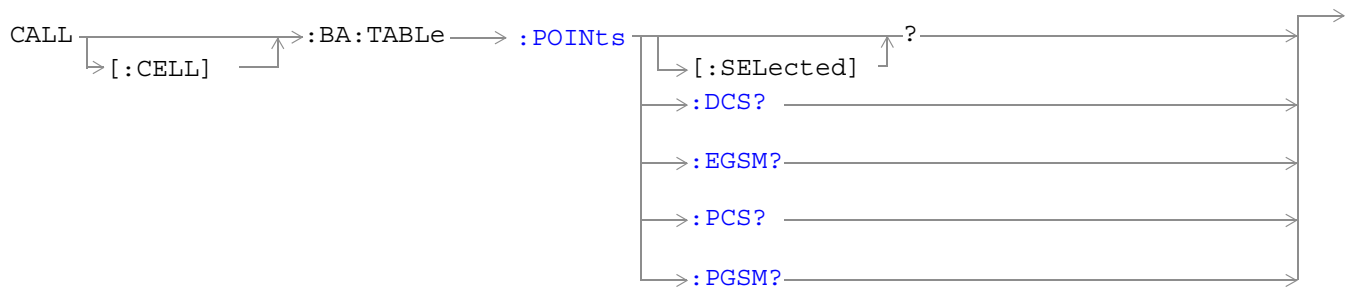 CALL :BA:TABLe :POINts ?
[:CELL] [:SELected]
:DCS?
:EGSM?
:PCS?
:PGSM?